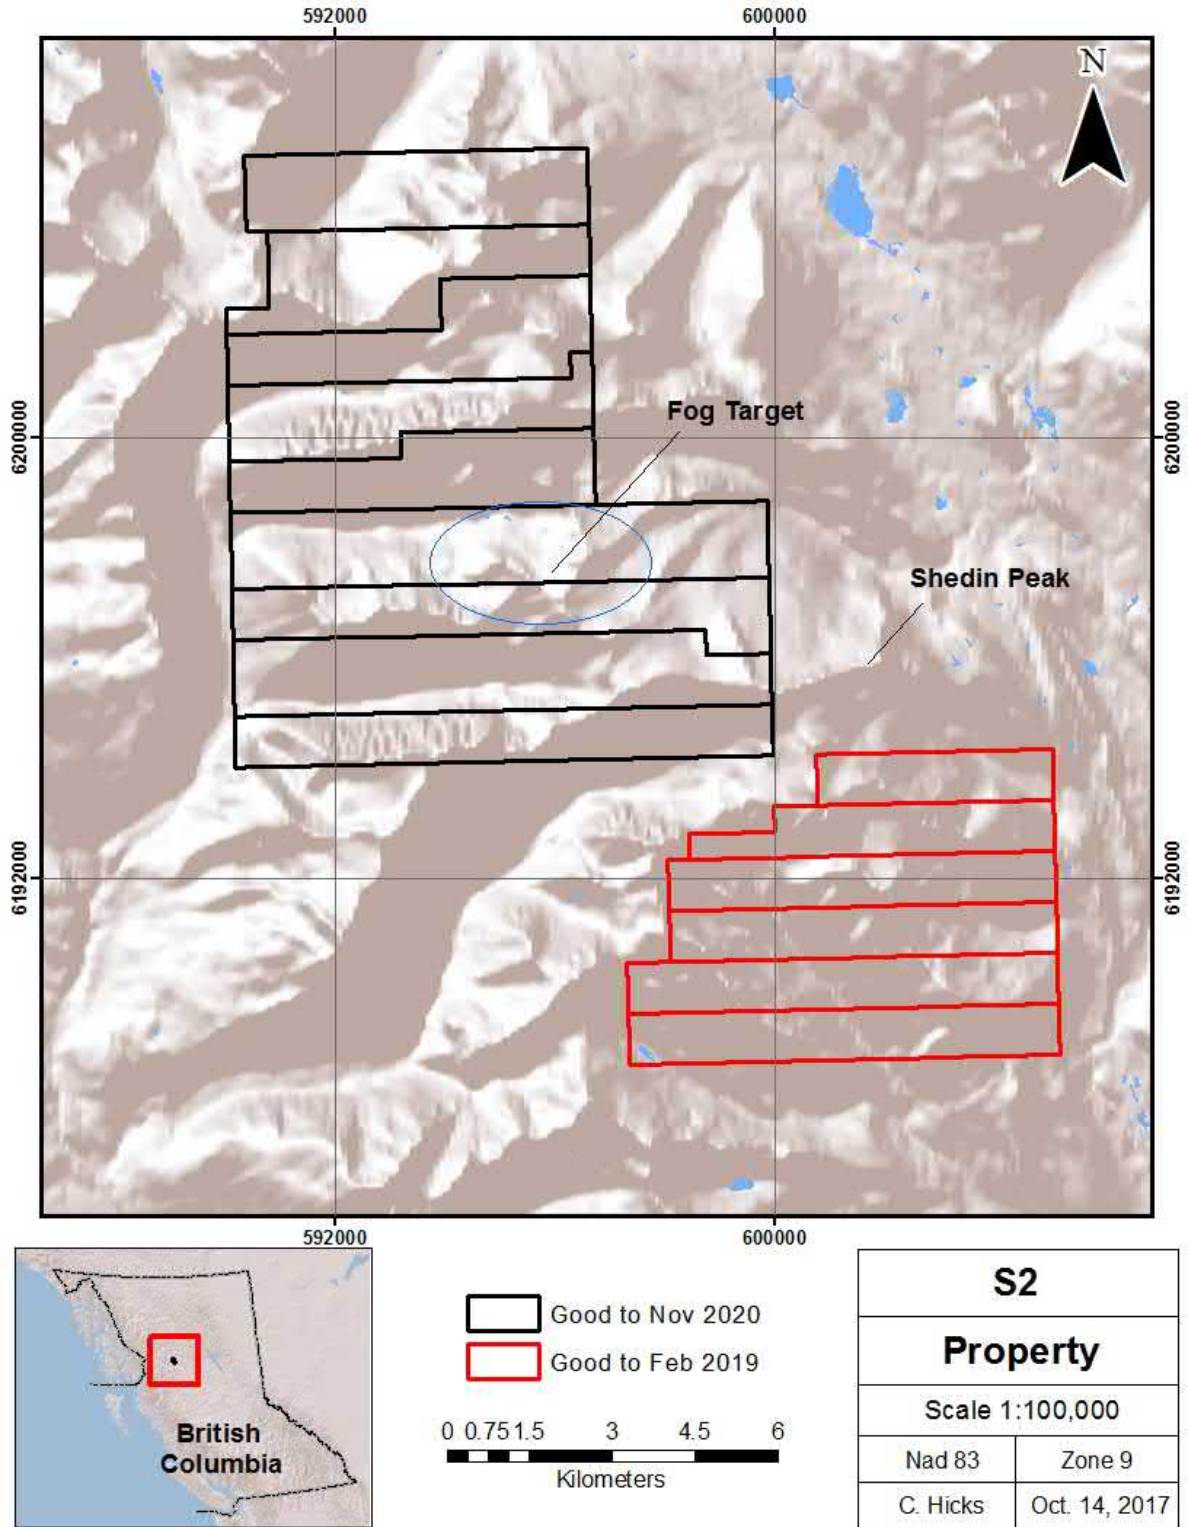 592000
600000
N
Fog Target
6200000
6200000
Shedin Peak
6192000
6192000
592000
600000
British
Columbia
Good to Nov 2020
Good to Feb 2019
0 0.75 1.5 3 4.5 6
Kilometers
S2
Property
Scale 1:100,000
Nad 83
Zone 9
C. Hicks
Oct. 14, 2017